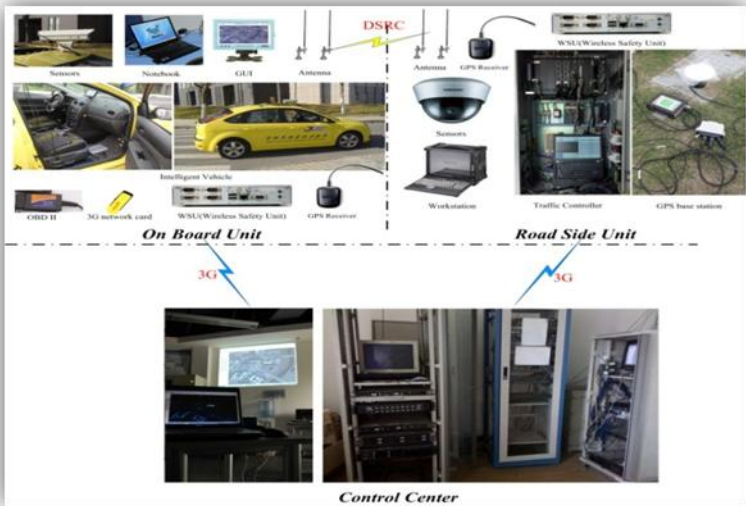 DSRC
Sensors
Notebook
GUI
Antenna
Intelligent Vehicle
OBD II
3G network card
WSU(Wireless Safety Unit)
GPS Receiver
On Board Unit
Antenna
GPS Receiver
WSU(Wireless Safety Unit)
Sensors
Workstation
Traffic Controller
GPS base station
Road Side Unit
3G
3G
Control Center